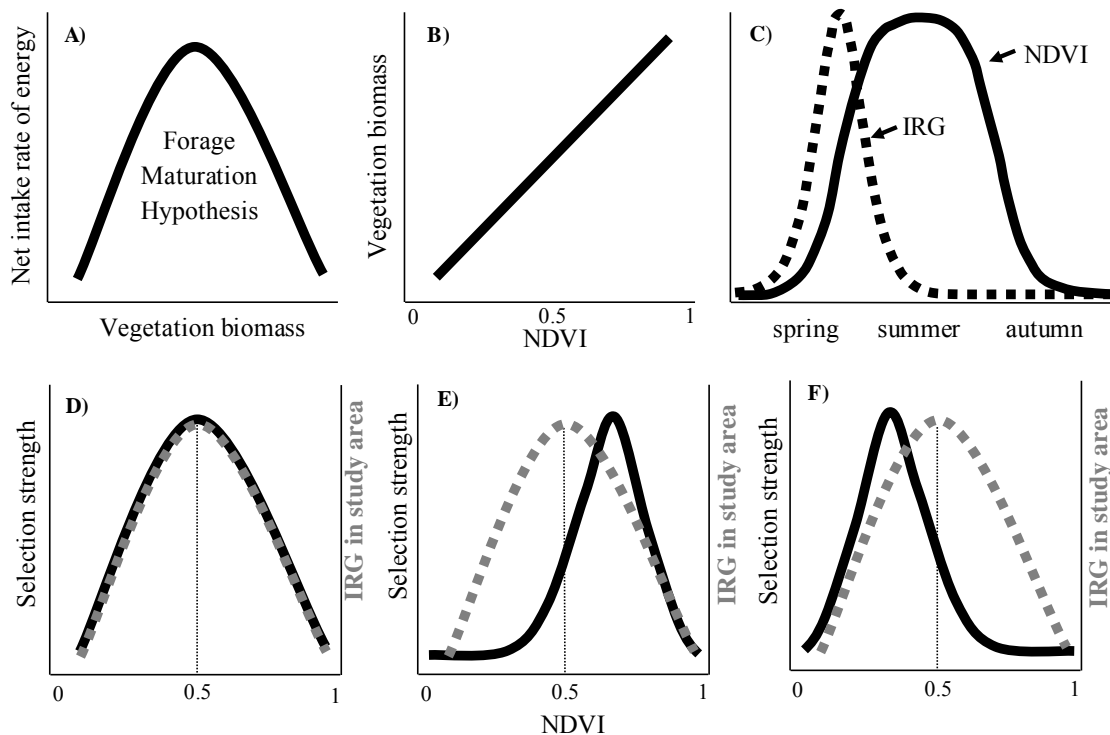 A)
Net intake rate of energy
Forage
Maturation
Hypothesis
Vegetation biomass
B)
Vegetation biomass
0
0.5
1
NDVI
C)
NDVI
IRG
spring
summer
autumn
D)
Selection strength
IRG in study area
0
0.5
1
E)
Selection strength
IRG in study area
0
0.5
1
NDVI
F)
Selection strength
IRG in study area
0
0.5
1